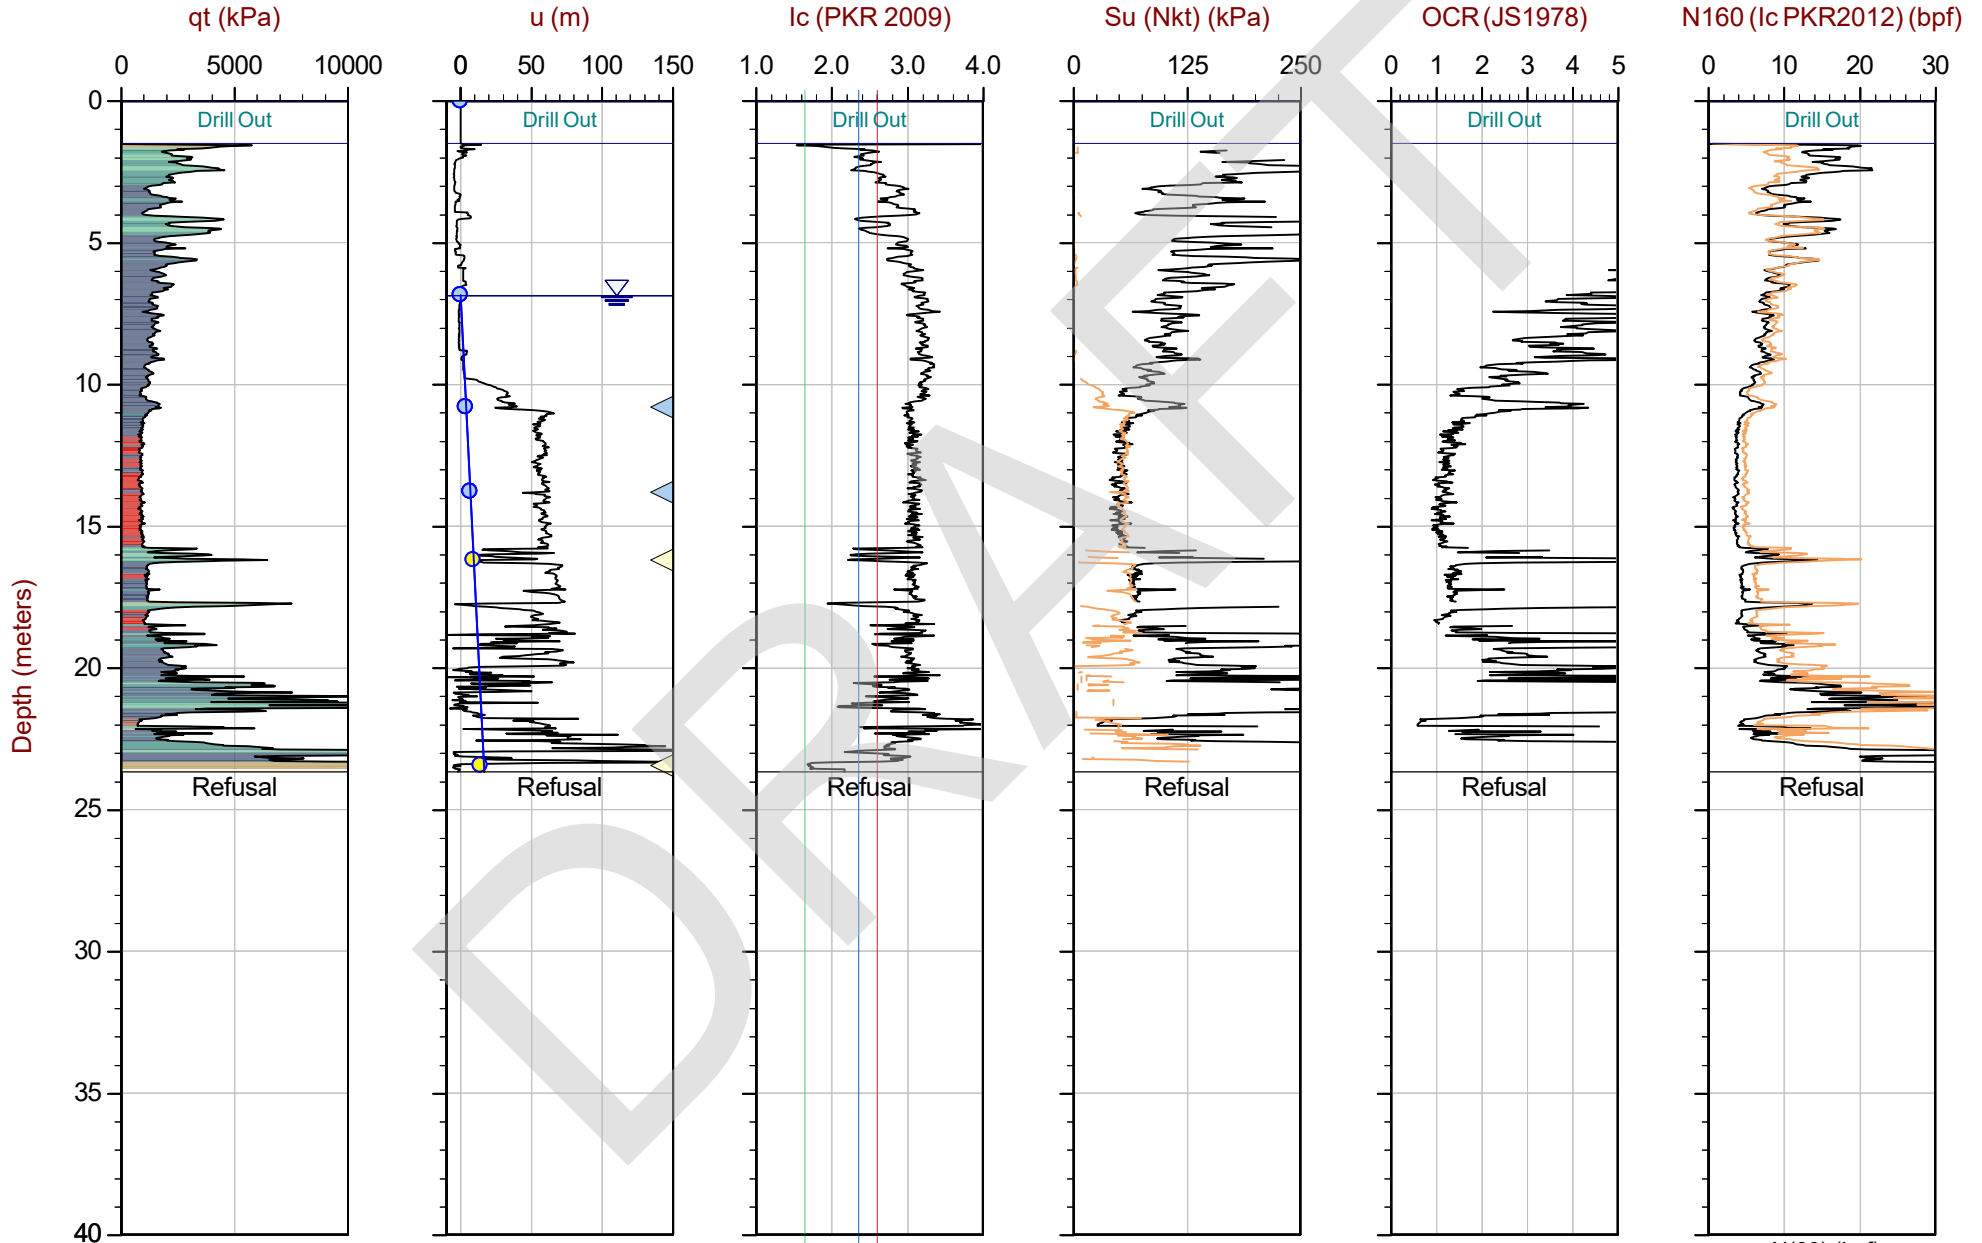 qt (kPa) u (m) Ic (PKR 2009) Su (Nkt) (kPa) OCR (JS1978) N160 (Ic PKR2012) (bpf)
0 5000 10000 0 50 100 150 1.0 2.0 3.0 4.0 0 125 250 0 1 2 3 4 5 0 10 20 30
0
Drill Out Drill Out Drill Out Drill Out Drill Out Drill Out
5
10
15
20
Refusal Refusal Refusal Refusal Refusal Refusal
25
30
35
40
Depth (meters)
DRAFT